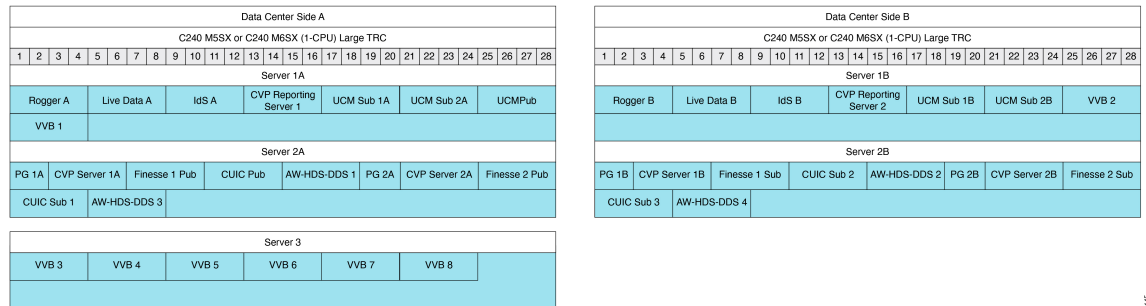 Data Center Side A
C240 M5SX or C240 M6SX (1-CPU) Large TRC
1 2 3 4 5 6 7 8 9 10 11 12 13 14 15 16 17 18 19 20 21 22 23 24 25 26 27 28
Server 1A
Rogger A Live Data A IdS A CVP Reporting Server 1 UCM Sub 1A UCM Sub 2A UCMPub
VVB 1
Server 2A
PG 1A CVP Server 1A Finesse 1 Pub CUIC Pub AW-HDS-DDS 1 PG 2A CVP Server 2A Finesse 2 Pub
CUIC Sub 1 AW-HDS-DDS 3
Server 3
VVB 3 VVB 4 VVB 5 VVB 6 VVB 7 VVB 8
Data Center Side B
C240 M5SX or C240 M6SX (1-CPU) Large TRC
1 2 3 4 5 6 7 8 9 10 11 12 13 14 15 16 17 18 19 20 21 22 23 24 25 26 27 28
Server 1B
Rogger B Live Data B IdS B CVP Reporting Server 2 UCM Sub 1B UCM Sub 2B VVB 2
Server 2B
PG 1B CVP Server 1B Finesse 1 Sub CUIC Sub 2 AW-HDS-DDS 2 PG 2B CVP Server 2B Finesse 2 Sub
CUIC Sub 3 AW-HDS-DDS 4